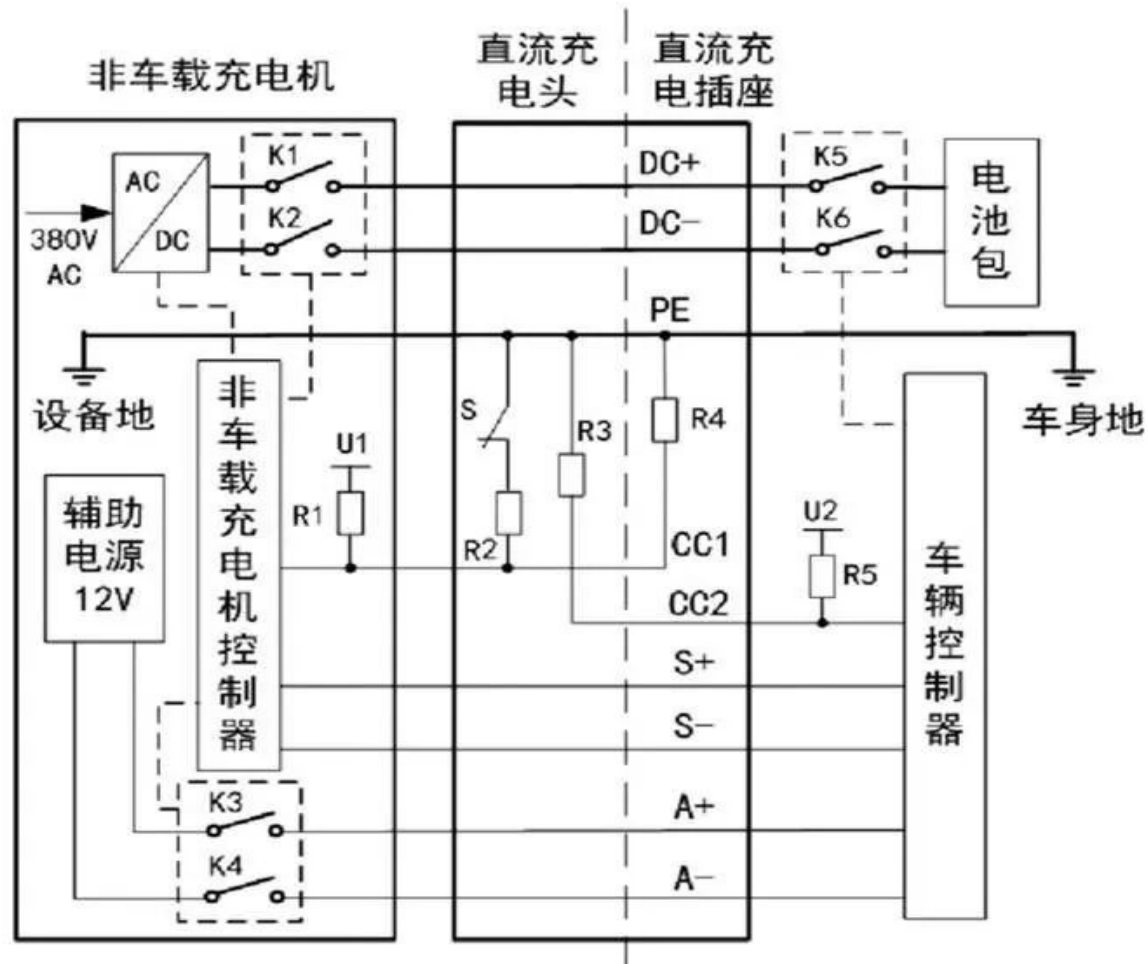 非车载充电机
直流充
电头
直流充
电插座
AC
DC
380V
AC
K1
K2
DC+
DC-
K5
K6
电
池
包
PE
设备地
车身地
非
车
载
充
电
机
控
制
器
辅助
电源
12V
U1
R1
S
R2
R3
R4
CC1
CC2
U2
R5
S+
S-
车
辆
控
制
器
K3
K4
A+
A-